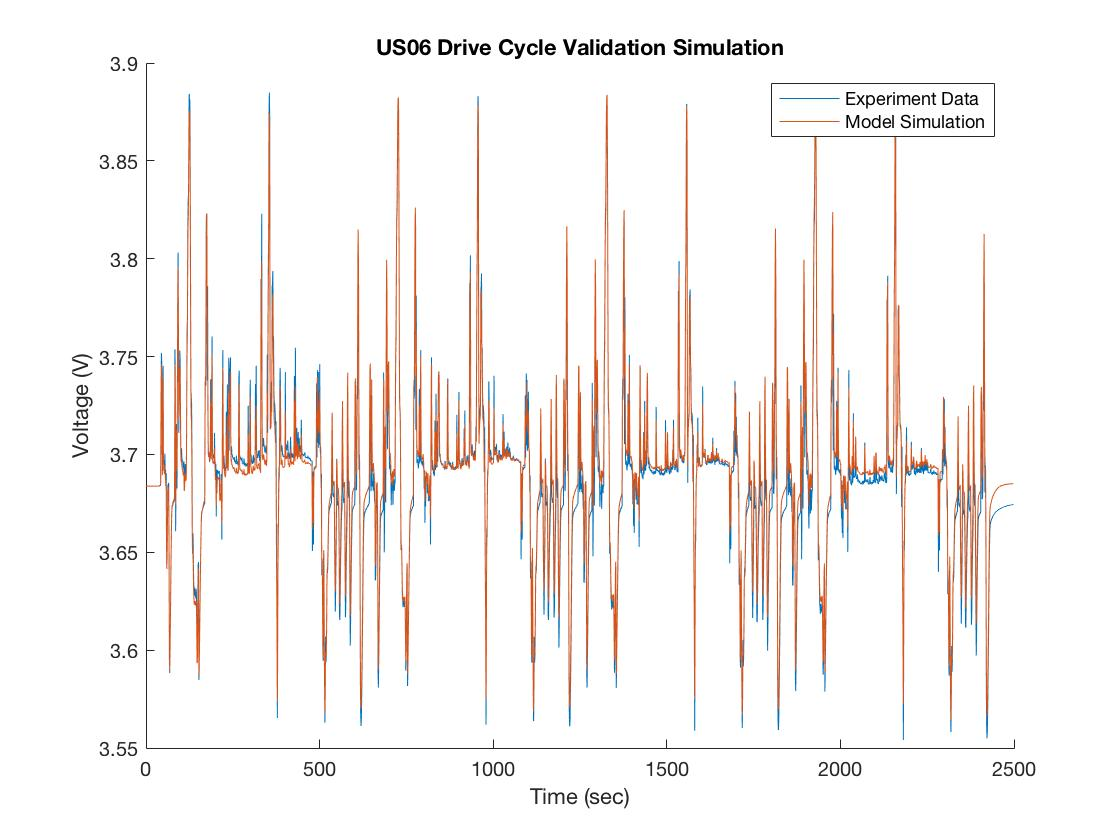 US06 Drive Cycle Validation Simulation
Experiment Data
Model Simulation
3.9
3.85
3.8
3.75
3.7
3.65
3.6
3.55
Voltage (V)
0 500 1000 1500 2000 2500
Time (sec)